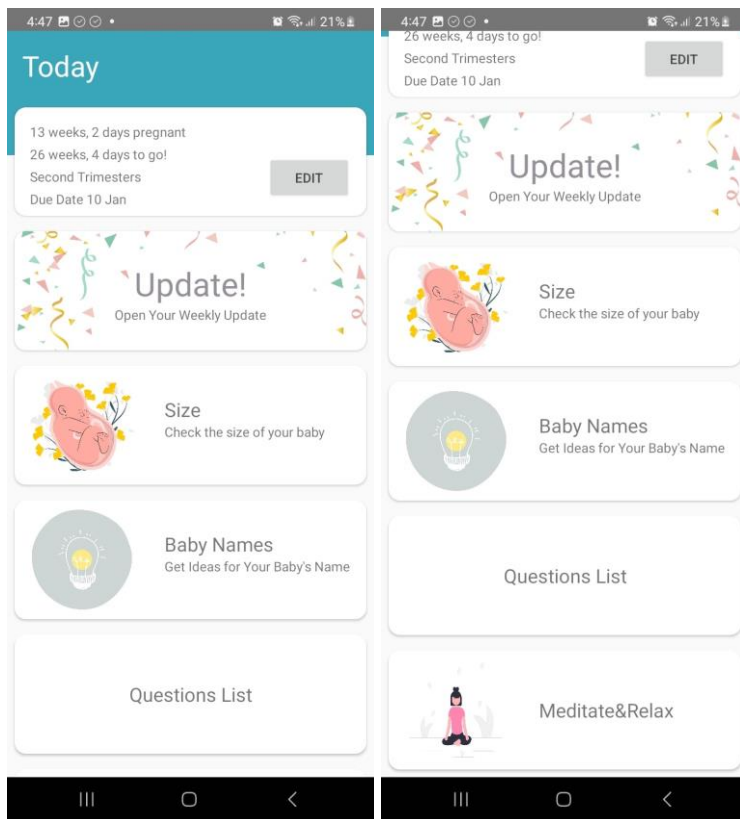 4:47
21%
Today
13 weeks, 2 days pregnant
26 weeks, 4 days to go!
Second Trimesters
Due Date 10 Jan
EDIT
Update!
Open Your Weekly Update
Size
Check the size of your baby
Baby Names
Get Ideas for Your Baby's Name
Questions List
4:47
21%
26 weeks, 4 days to go!
Second Trimesters
Due Date 10 Jan
EDIT
Update!
Open Your Weekly Update
Size
Check the size of your baby
Baby Names
Get Ideas for Your Baby's Name
Questions List
Meditate&Relax